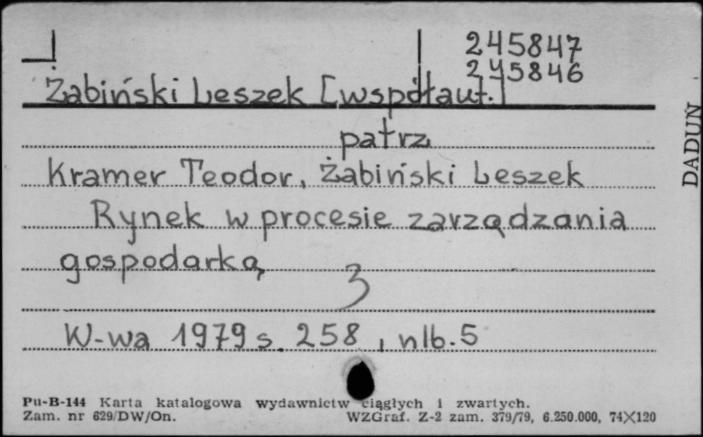 245847
245846
Żabiński Leszek [współaut.]
patrz
Kramer Teodor, Żabiński Leszek
Rynek w procesie zarządzania
gospodarką
3
W-wa 1979 s. 258, nlb. 5
Pu-B-144 Karta katalogowa wydawnictw ciągłych i zwartych.
Zam. nr 629/DW/On. WZGraf. Z-2 zam. 379/79, 6.250.000, 74×120
DADUŃ